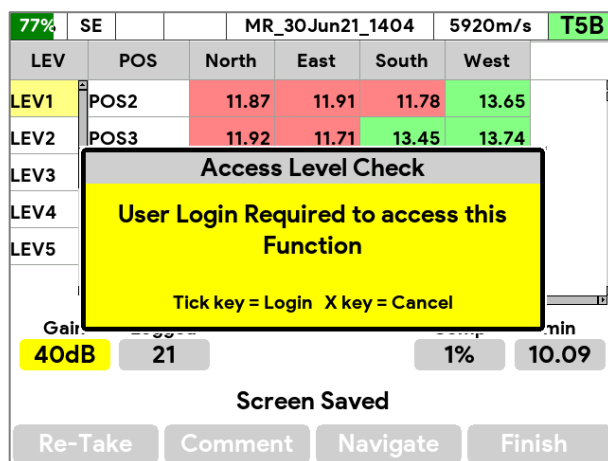 77% SE MR_30Jun21_1404 5920m/s T5B
LEV POS North East South West
LEV1 POS2 11.87 11.91 11.78 13.65
LEV2 POS3 11.92 11.71 13.45 13.74
LEV3
Access Level Check
LEV4
User Login Required to access this
Function
LEV5
Tick key = Login X key = Cancel
Gain min
40dB 21 1% 10.09
Screen Saved
Re-Take Comment Navigate Finish